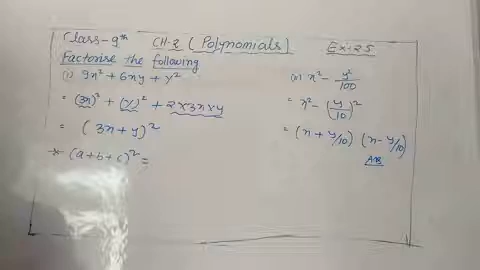 Class-9th CH-2 (Polynomials) Ex-2.5
Factorise the following
(i) 9x² + 6xy + y²
= (3x)² + (y)² + 2×3x×y
= (3x+y)²
* (a+b+c)² =
x² - y²/100
= x² - (y/10)²
= (x + y/10) (x - y/10)
Ans